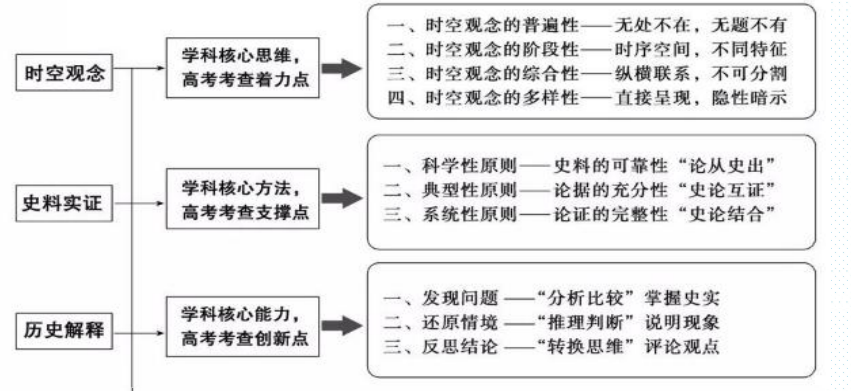 时空观念
学科核心思维，
高考考查着力点
一、时空观念的普遍性——无处不在，无题不有
二、时空观念的阶段性——时序空间，不同特征
三、时空观念的综合性——纵横联系，不可分割
四、时空观念的多样性——直接呈现，隐性暗示
史料实证
学科核心方法，
高考考查支撑点
一、科学性原则——史料的可靠性“论从史出”
二、典型性原则——论据的充分性“史论互证”
三、系统性原则——论证的完整性“史论结合”
历史解释
学科核心能力，
高考考查创新点
一、发现问题——“分析比较”掌握史实
二、还原情境——“推理判断”说明现象
三、反思结论——“转换思维”评论观点